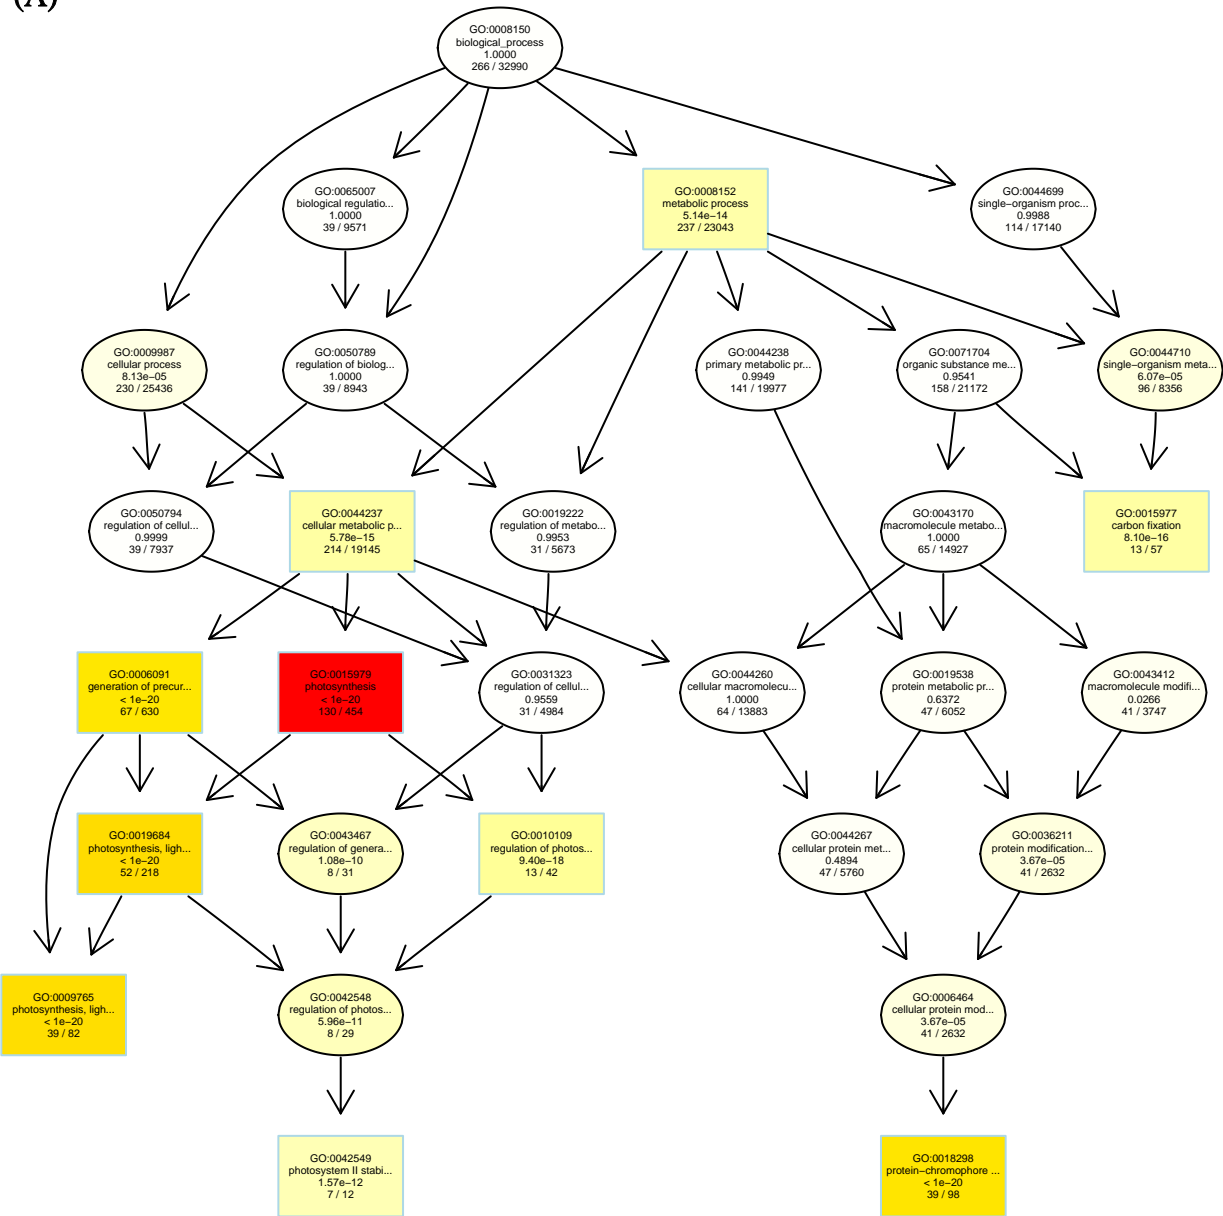 (A)
GO:0008150
biological_process
1.0000
266 / 32990
GO:0065007
biological regulatio...
1.0000
39 / 9571
GO:0008152
metabolic process
5.14e−14
237 / 23043
GO:0044699
single−organism proc...
0.9988
114 / 17140
GO:0009987
cellular process
8.13e−05
230 / 25436
GO:0050789
regulation of biolog...
1.0000
39 / 8943
GO:0044238
primary metabolic pr...
0.9949
141 / 19977
GO:0071704
organic substance me...
0.9541
158 / 21172
GO:0044710
single−organism meta...
6.07e−05
96 / 8356
GO:0050794
regulation of cellul...
0.9999
39 / 7937
GO:0044237
cellular metabolic p...
5.78e−15
214 / 19145
GO:0019222
regulation of metabo...
0.9953
31 / 5673
GO:0043170
macromolecule metabo...
1.0000
65 / 14927
GO:0015977
carbon fixation
8.10e−16
13 / 57
GO:0006091
generation of precur...
< 1e−20
67 / 630
GO:0015979
photosynthesis
< 1e−20
130 / 454
GO:0031323
regulation of cellul...
0.9559
31 / 4984
GO:0044260
cellular macromolecu...
1.0000
64 / 13883
GO:0019538
protein metabolic pr...
0.6372
47 / 6052
GO:0043412
macromolecule modifi...
0.0266
41 / 3747
GO:0019684
photosynthesis, ligh...
< 1e−20
52 / 218
GO:0043467
regulation of genera...
1.08e−10
8 / 31
GO:0010109
regulation of photos...
9.40e−18
13 / 42
GO:0044267
cellular protein met...
0.4894
47 / 5760
GO:0036211
protein modification...
3.67e−05
41 / 2632
GO:0009765
photosynthesis, ligh...
< 1e−20
39 / 82
GO:0042548
regulation of photos...
5.96e−11
8 / 29
GO:0006464
cellular protein mod...
3.67e−05
41 / 2632
GO:0042549
photosystem II stabi...
1.57e−12
7 / 12
GO:0018298
protein−chromophore ...
< 1e−20
39 / 98